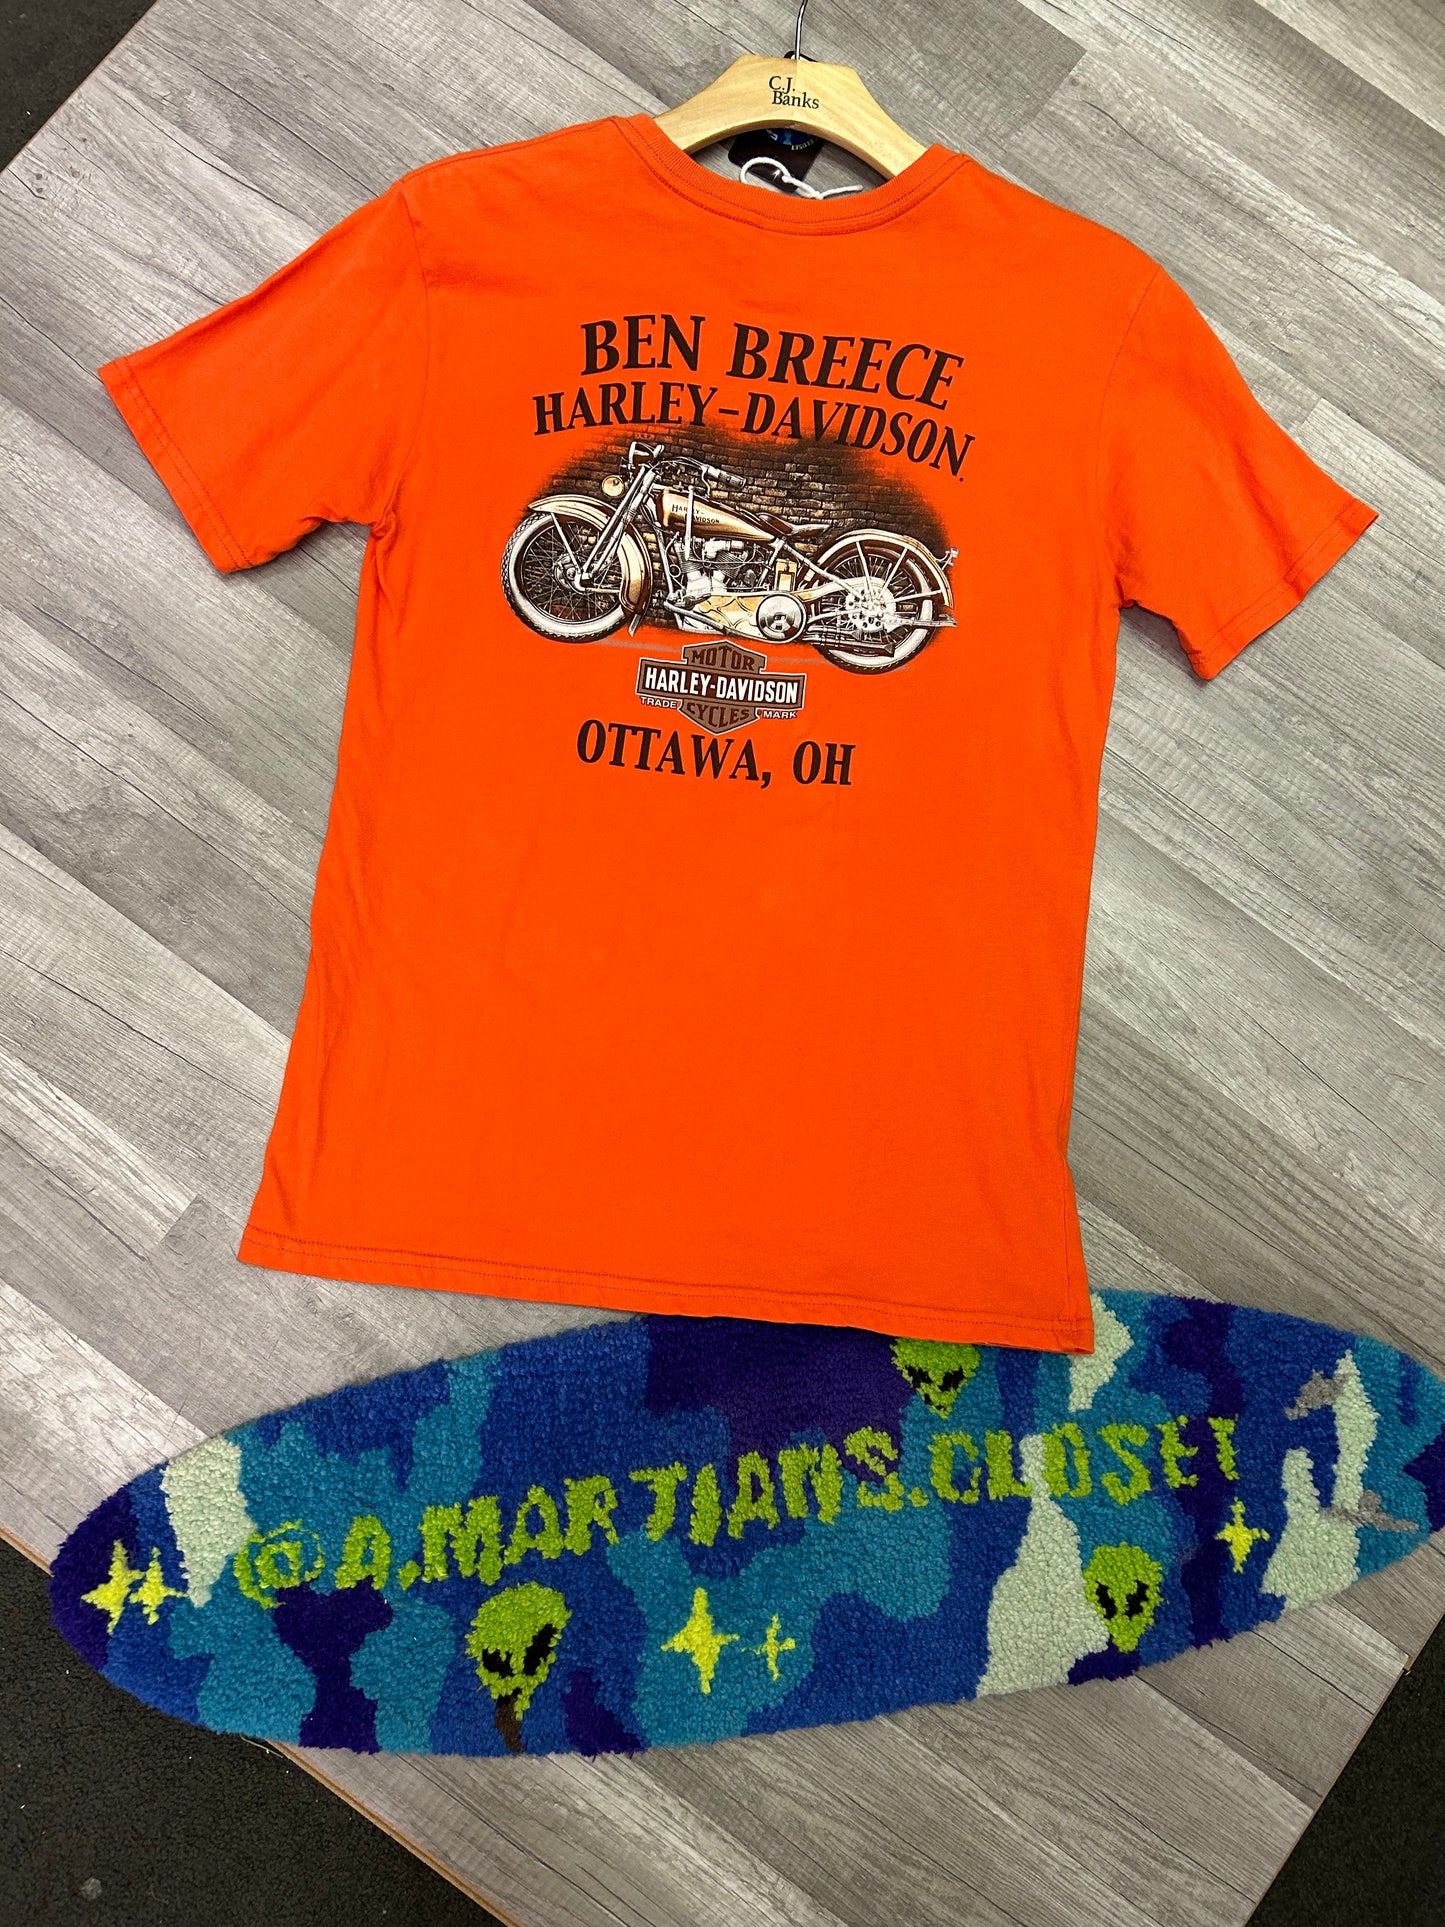 C.J.
Banks
BEN BREECE
HARLEY-DAVIDSON
HARLEY-DAVIDSON
MOTOR
HARLEY-DAVIDSON
TRADE MARK
CYCLES
OTTAWA, OH
@A.MARTIANS.CLOSET